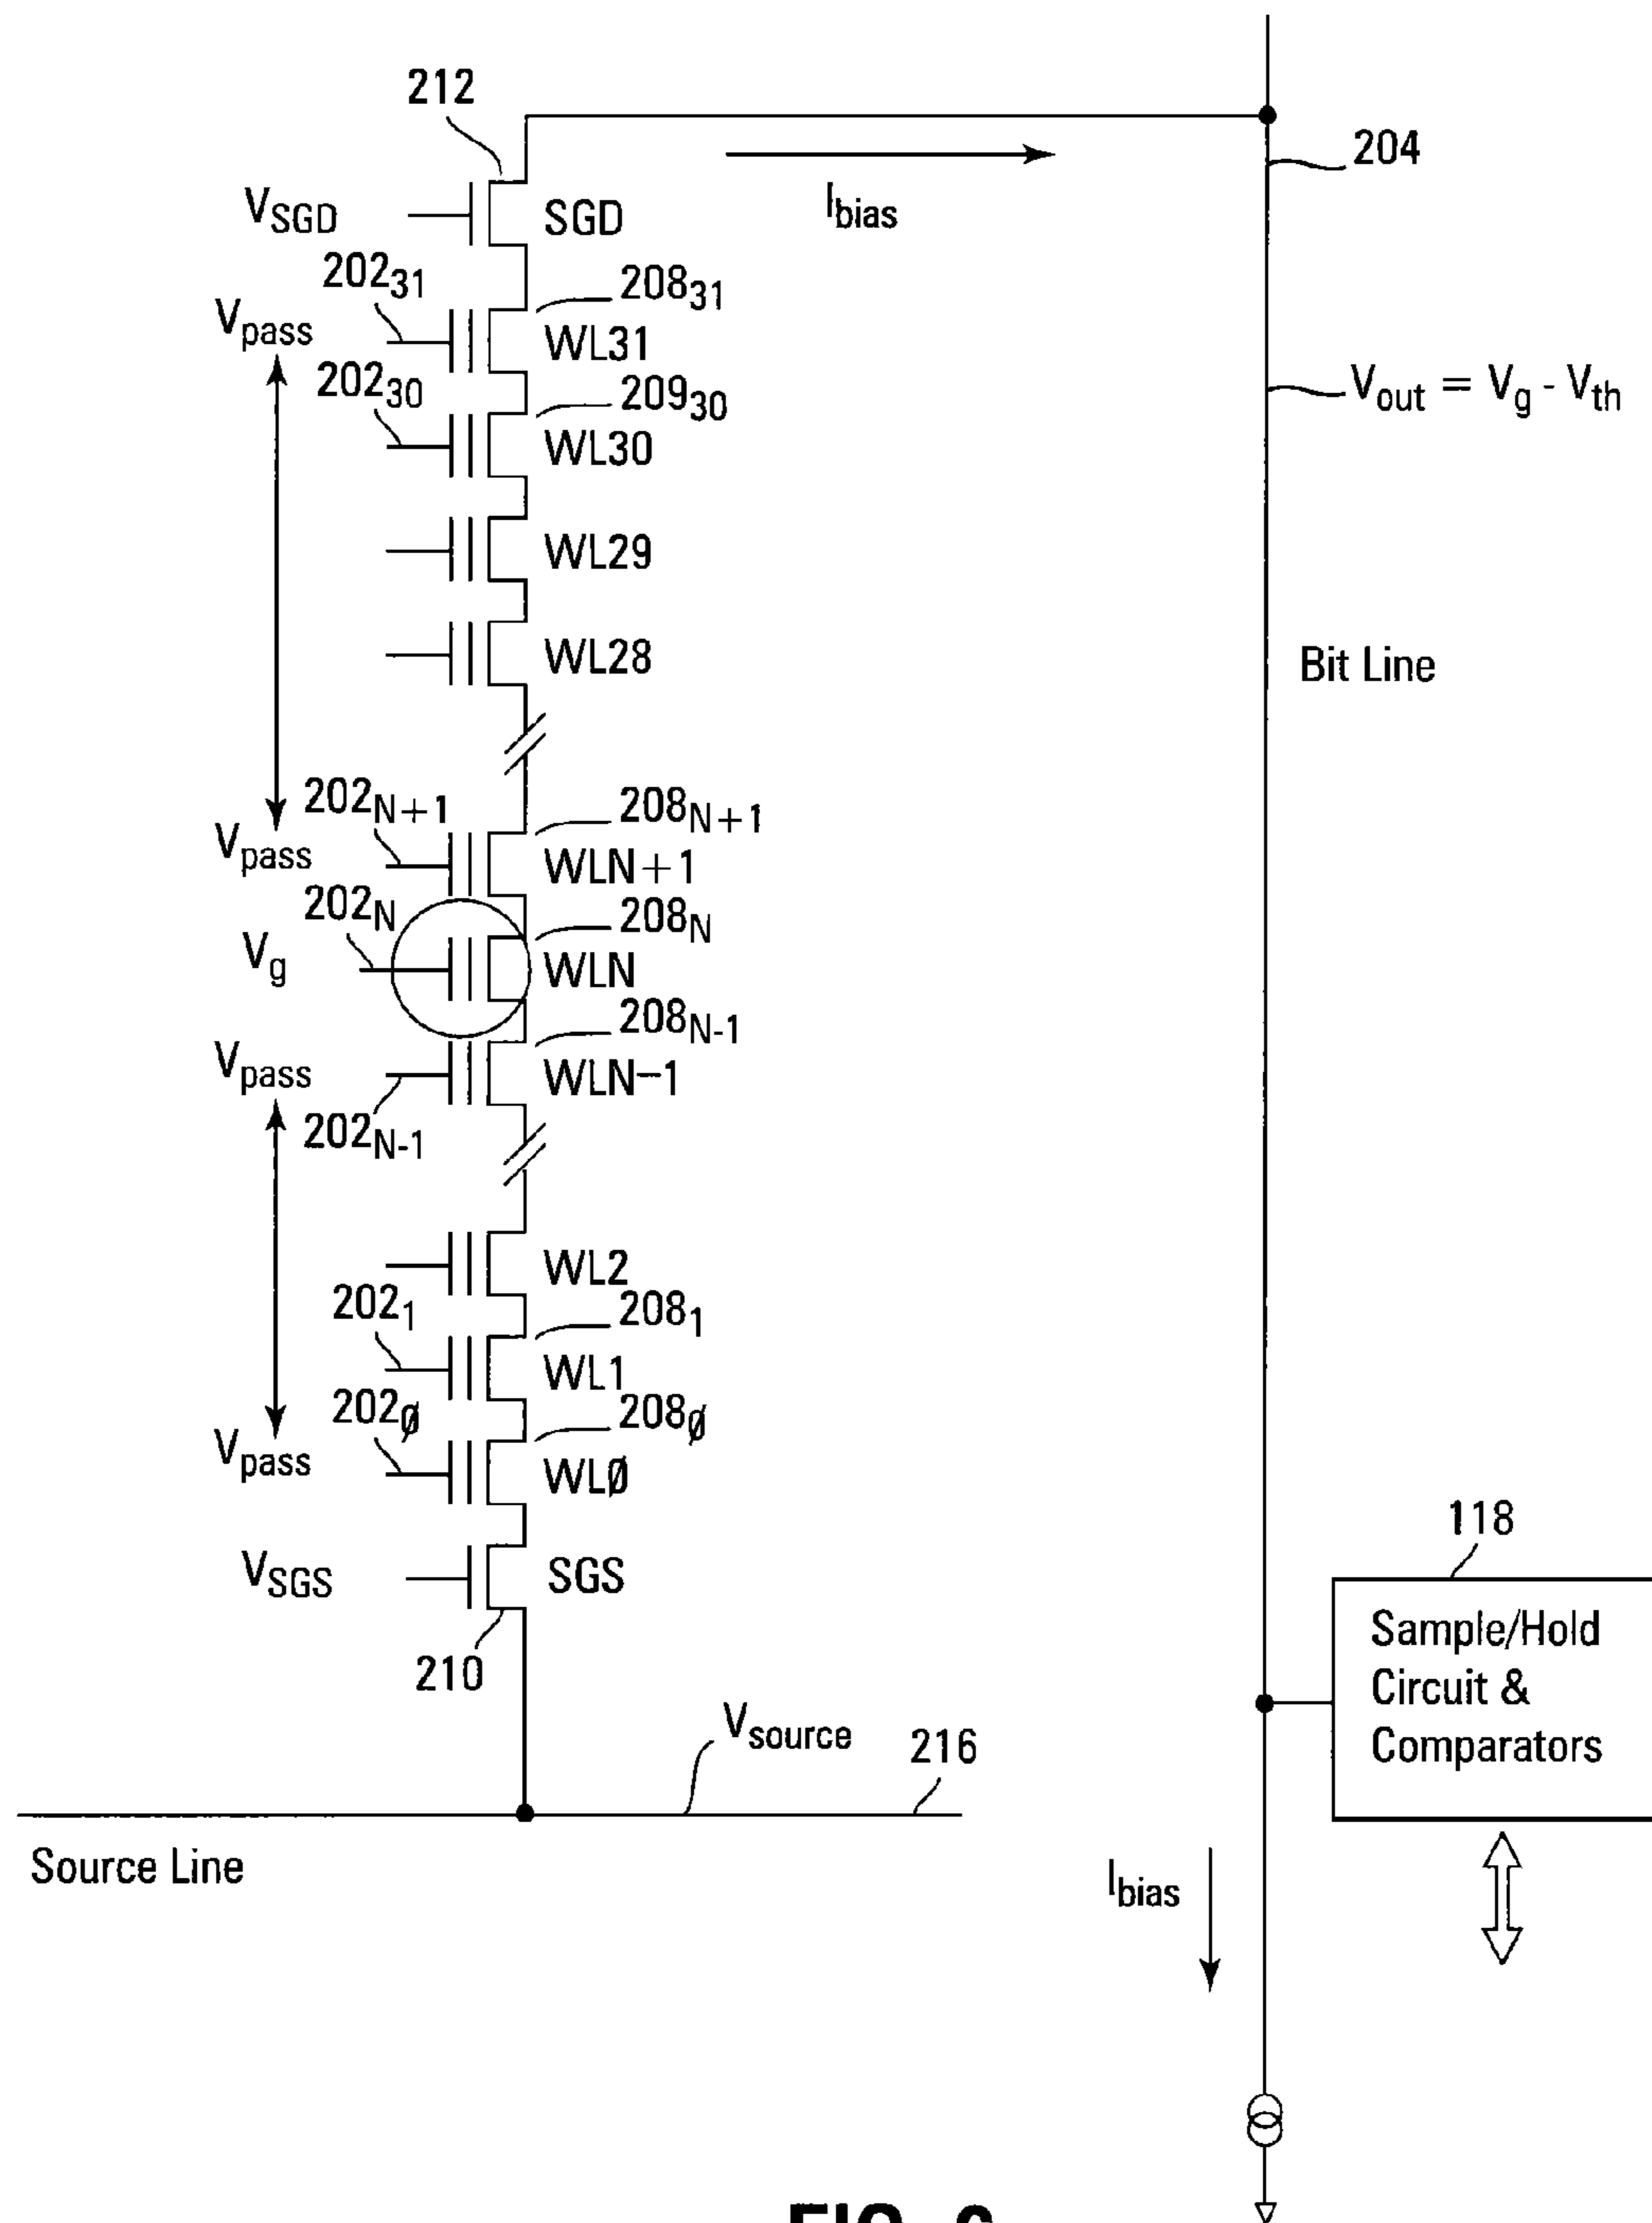 212
204
V_SGD
SGD
I_bias
202_31
208_31
V_pass
WL31
202_30
209_30
V_out = V_g - V_th
WL30
WL29
WL28
Bit Line
202_N+1
208_N+1
V_pass
WLN+1
202_N
208_N
V_g
WLN
208_N-1
V_pass
WLN−1
202_N-1
WL2
202_1
208_1
WL1
202_ø
208_ø
V_pass
WLØ
118
V_SGS
SGS
Sample/Hold
Circuit &
Comparators
210
V_source
216
Source Line
I_bias